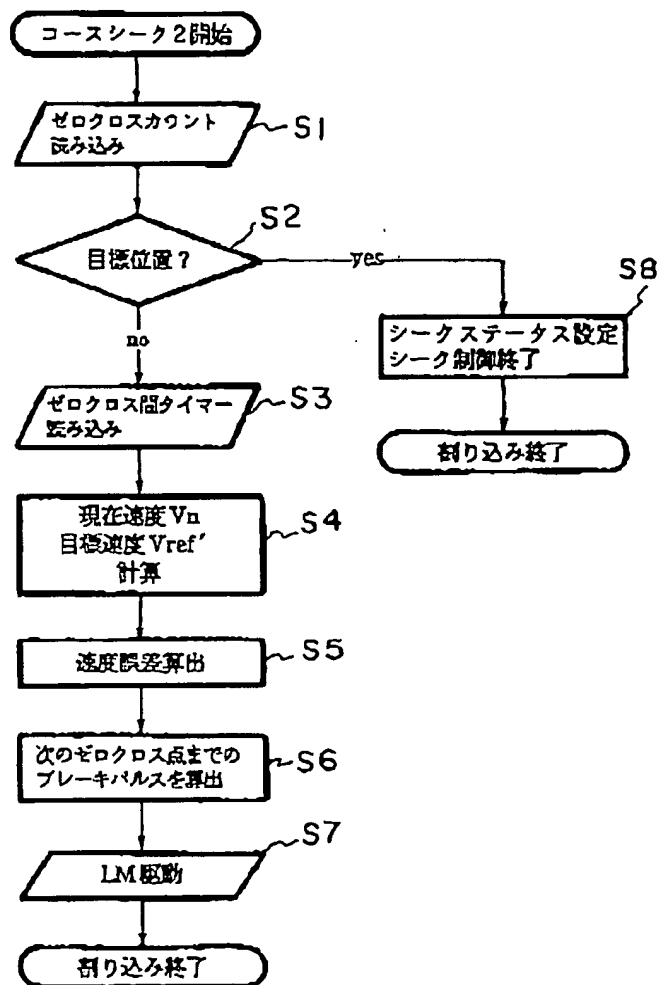 コースシーク2開始
ゼロクロスカウント
読み込み
S1
目標位置?
S2
yes
no
シークステータス設定
シーク制御終了
S8
割り込み終了
ゼロクロス間タイマー
読み込み
S3
現在速度Vn
目標速度Vref′
計算
S4
速度誤差算出
S5
次のゼロクロス点までの
ブレーキパルスを算出
S6
LM駆動
S7
割り込み終了